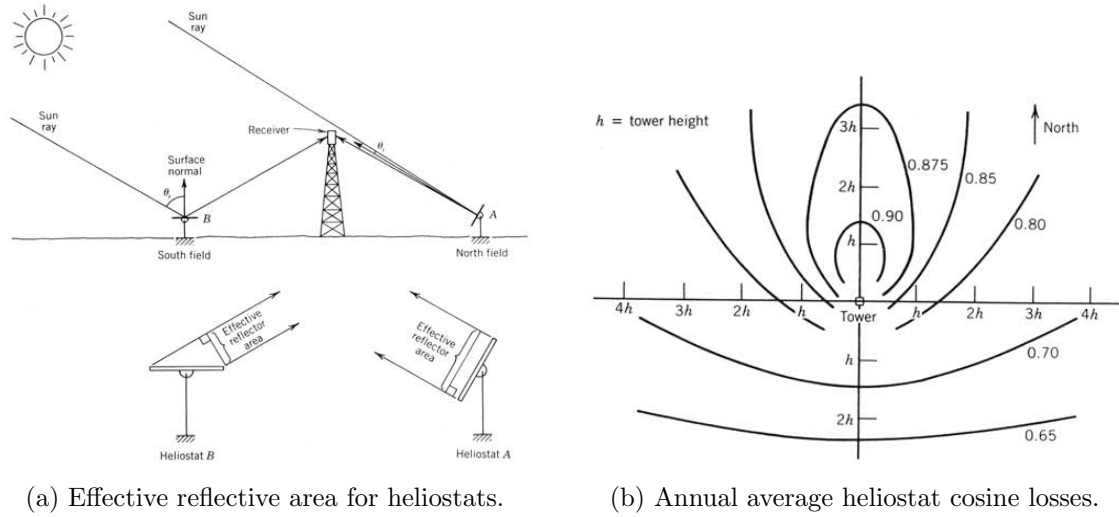 Sun
ray
Sun
ray
Receiver
θi
Surface
normal
θi
B
A
South field
North field
Effective
reflector
area
Effective
reflector
area
Heliostat B
Heliostat A
(a) Effective reflective area for heliostats.
h = tower height
North
3h
2h
h
0.875
0.85
0.90
0.80
4h
3h
2h
h
Tower
h
2h
3h
4h
h
0.70
2h
0.65
(b) Annual average heliostat cosine losses.